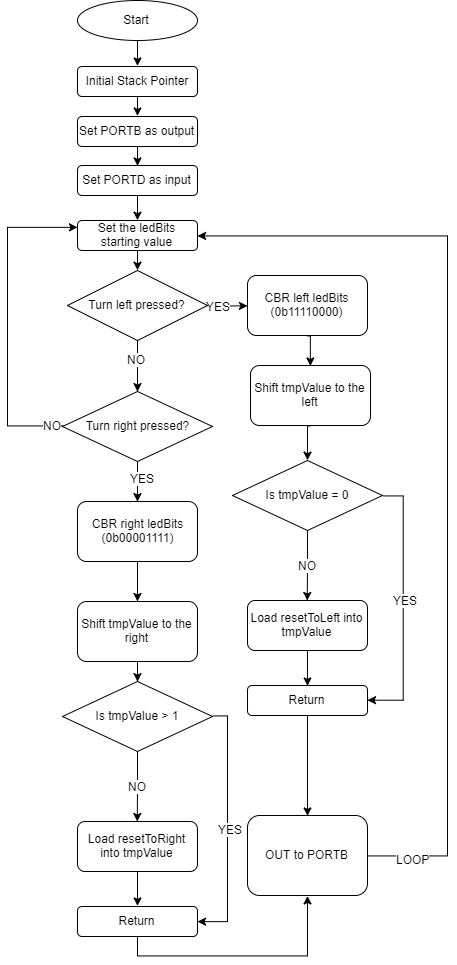 Start
Initial Stack Pointer
Set PORTB as output
Set PORTD as input
Set the ledBits
starting value
Turn left pressed?
YES
CBR left ledBits
(0b11110000)
NO
Shift tmpValue to the
left
Turn right pressed?
NO
YES
Is tmpValue = 0
CBR right ledBits
(0b00001111)
NO
YES
Shift tmpValue to the
right
Load resetToLeft into
tmpValue
Return
Is tmpValue > 1
NO
YES
Load resetToRight
into tmpValue
OUT to PORTB
LOOP
Return